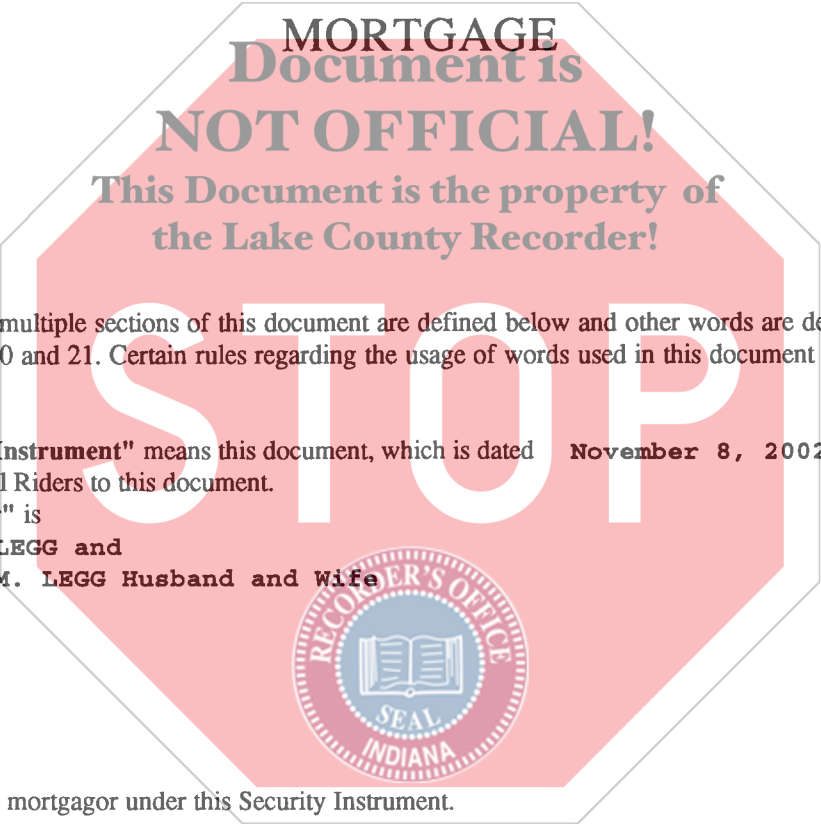 MORTGAGE
Document is
NOT OFFICIAL!
This Document is the property of
the Lake County Recorder!
multiple sections of this document are defined below and other words are de
0 and 21. Certain rules regarding the usage of words used in this document
STOP
Instrument" means this document, which is dated November 8, 2002
l Riders to this document.
" is
LEGG and
M. LEGG Husband and Wife
RECORDER'S OFFICE
SEAL
INDIANA
mortgagor under this Security Instrument.